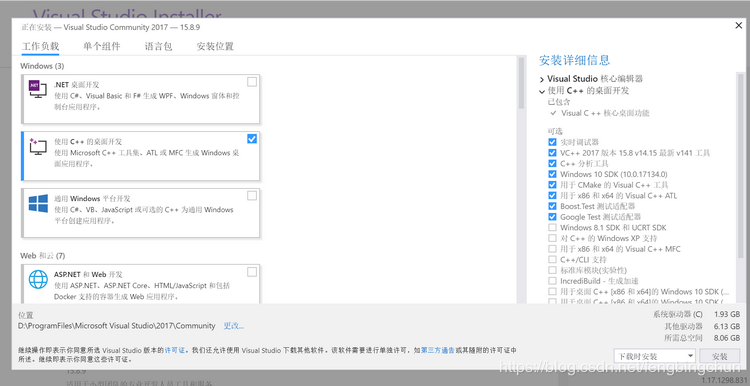 Visual Studio Installer
正在安装 — Visual Studio Community 2017 — 15.8.9
工作负载 单个组件 语言包 安装位置
Windows (3)
.NET 桌面开发
使用 C#、Visual Basic 和 F# 生成 WPF、Windows 窗体和控
制台应用程序。
使用 C++ 的桌面开发
使用 Microsoft C++ 工具集、ATL 或 MFC 生成 Windows 桌
面应用程序。
通用 Windows 平台开发
使用 C#、VB、JavaScript 或可选的 C++ 为通用 Windows
平台创建应用程序。
Web 和云 (7)
ASP.NET 和 Web 开发
使用 ASP.NET、ASP.NET Core、HTML/JavaScript 和包括
Docker 支持的容器生成 Web 应用程序。
安装详细信息
Visual Studio 核心编辑器
使用 C++ 的桌面开发
已包含
Visual C++ 核心桌面功能
可选
实时调试器
VC++ 2017 版本 15.8 v14.15 最新 v141 工具
C++ 分析工具
Windows 10 SDK (10.0.17134.0)
用于 CMake 的 Visual C++ 工具
用于 x86 和 x64 的 Visual C++ ATL
Boost.Test 测试适配器
Google Test 测试适配器
Windows 8.1 SDK 和 UCRT SDK
对 C++ 的 Windows XP 支持
用于 x86 和 x64 的 Visual C++ MFC
C++/CLI 支持
标准库模块(实验性)
IncrediBuild - 生成加速
用于桌面 C++ [x86 和 x64]的 Windows 10 SDK (...
用于桌面 C++ [x86 和 x64]的 Windows 10 SDK (...
位置
D:\ProgramFiles\Microsoft Visual Studio\2017\Community 更改...
系统驱动器 (C) 1.93 GB
其他驱动器 6.13 GB
所需总空间 8.06 GB
继续操作即表示你同意所选 Visual Studio 版本的许可证。我们还允许使用 Visual Studio 下载其他软件。该软件需要进行单独许可，如第三方通告或其随附的许可证中
所述。继续即表示你同意这些许可证。
下载时安装 安装
15.8.9
1.17.1298.831